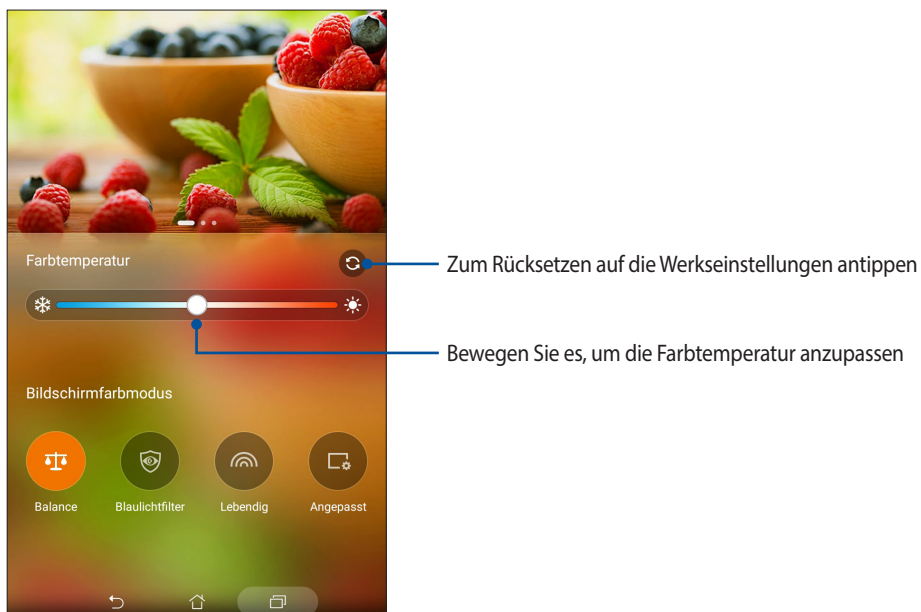 Farbtemperatur
Zum Rücksetzen auf die Werkseinstellungen antippen
Bewegen Sie es, um die Farbtemperatur anzupassen
Bildschirmfarbmodus
Balance
Blaulichtfilter
Lebendig
Angepasst